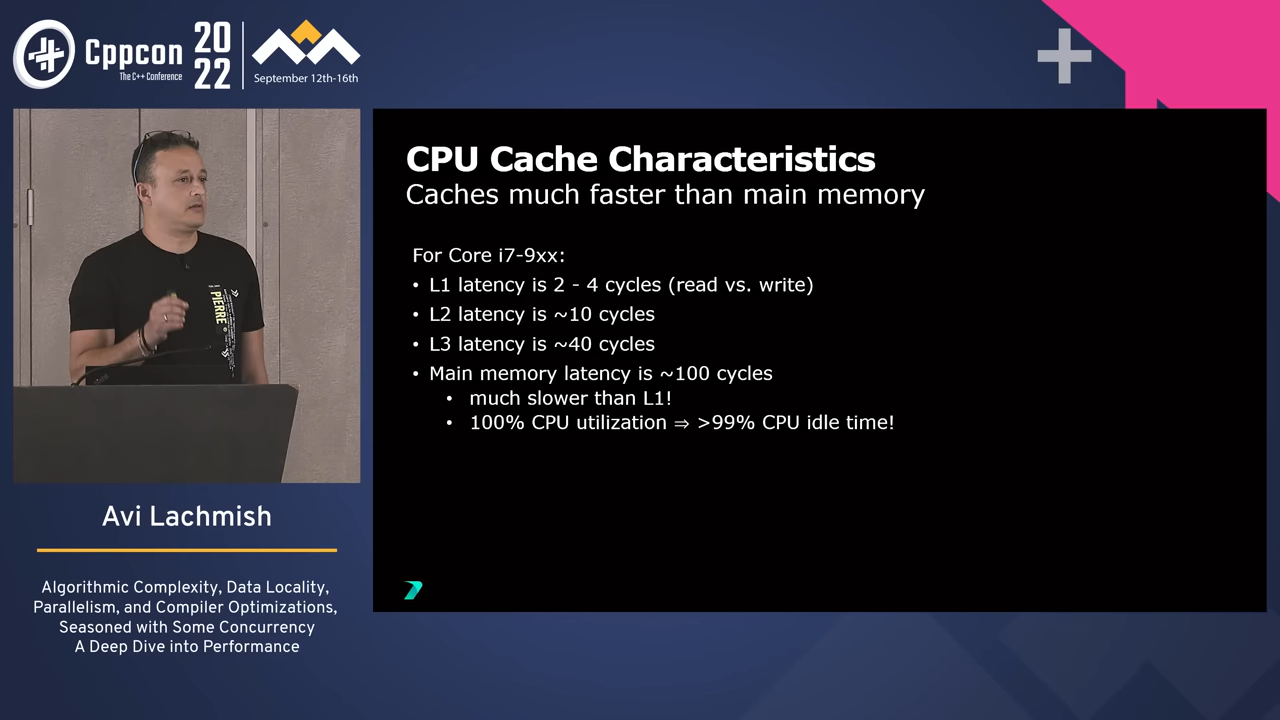 Cppcon
The C++ Conference
20
22
September 12th-16th
PIERRE
CPU Cache Characteristics
Caches much faster than main memory
For Core i7-9xx:
• L1 latency is 2 - 4 cycles (read vs. write)
• L2 latency is ~10 cycles
• L3 latency is ~40 cycles
• Main memory latency is ~100 cycles
• much slower than L1!
• 100% CPU utilization ⇒ >99% CPU idle time!
Avi Lachmish
Algorithmic Complexity, Data Locality,
Parallelism, and Compiler Optimizations,
Seasoned with Some Concurrency
A Deep Dive into Performance